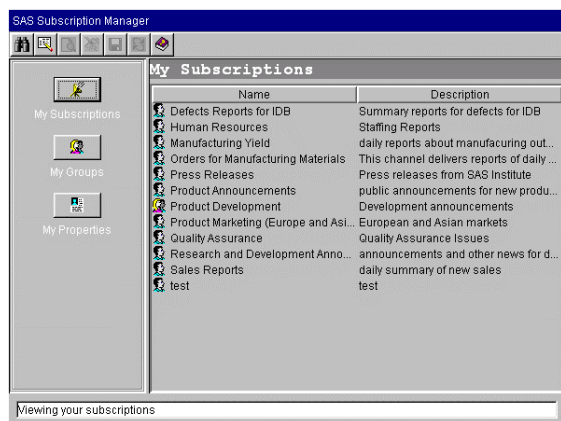 SAS Subscription Manager
My Subscriptions
My Groups
My Properties
My Subscriptions
Name Description
Defects Reports for IDB Summary reports for defects for IDB
Human Resources Staffing Reports
Manufacturing Yield daily reports about manufacuring out...
Orders for Manufacturing Materials This channel delivers reports of daily ...
Press Releases Press releases from SAS Institute
Product Announcements public announcements for new produ...
Product Development Development announcements
Product Marketing (Europe and Asi... European and Asian markets
Quality Assurance Quality Assurance Issues
Research and Development Anno... announcements and other news for d...
Sales Reports daily summary of new sales
test test
Viewing your subscriptions